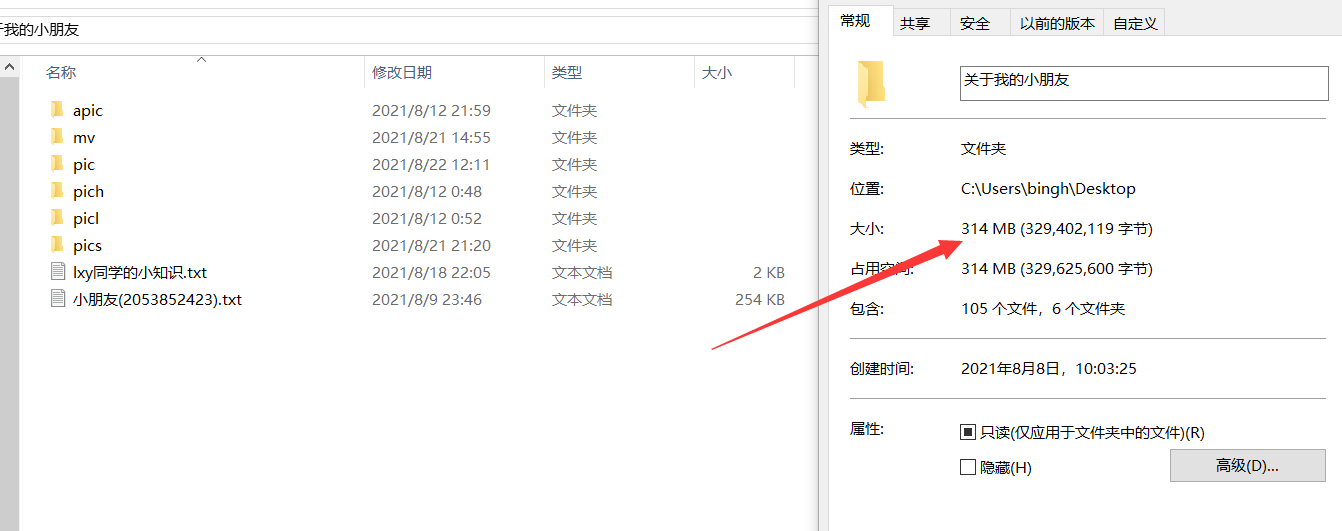 于我的小朋友
名称 修改日期 类型 大小
apic 2021/8/12 21:59 文件夹
mv 2021/8/21 14:55 文件夹
pic 2021/8/22 12:11 文件夹
pich 2021/8/12 0:48 文件夹
picl 2021/8/12 0:52 文件夹
pics 2021/8/21 21:20 文件夹
lxy同学的小知识.txt 2021/8/18 22:05 文本文档 2 KB
小朋友(2053852423).txt 2021/8/9 23:46 文本文档 254 KB
常规 共享 安全 以前的版本 自定义
关于我的小朋友
类型: 文件夹
位置: C:\Users\bingh\Desktop
大小: 314 MB (329,402,119 字节)
占用空间: 314 MB (329,625,600 字节)
包含: 105 个文件，6 个文件夹
创建时间: 2021年8月8日，10:03:25
属性: 只读(仅应用于文件夹中的文件)(R)
隐藏(H) 高级(D)...